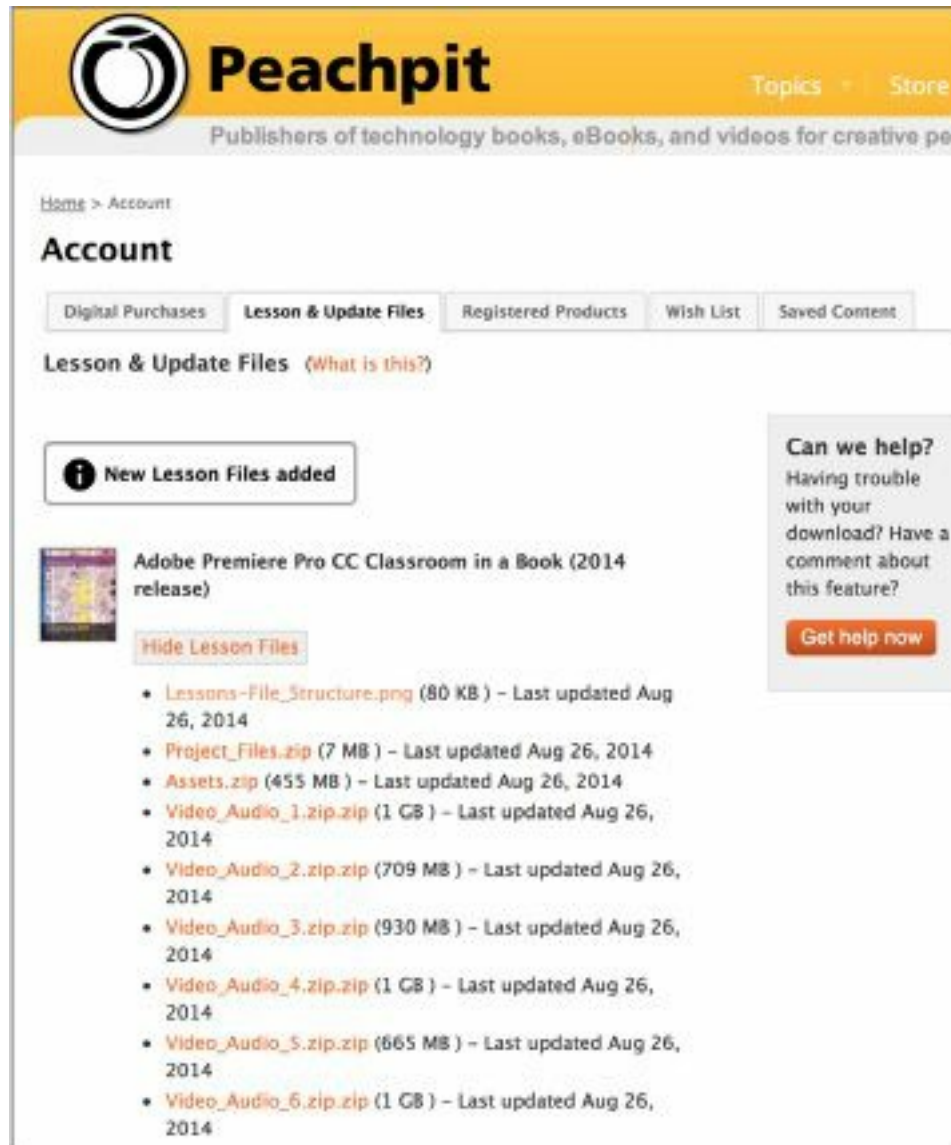 Peachpit
Topics Store
Publishers of technology books, eBooks, and videos for creative pe
Home > Account
Account
Digital Purchases Lesson & Update Files Registered Products Wish List Saved Content
Lesson & Update Files (What is this?)
New Lesson Files added
Adobe Premiere Pro CC Classroom in a Book (2014
release)
Hide Lesson Files
• Lessons-File_Structure.png (80 KB ) – Last updated Aug
26, 2014
• Project_Files.zip (7 MB ) – Last updated Aug 26, 2014
• Assets.zip (455 MB ) – Last updated Aug 26, 2014
• Video_Audio_1.zip.zip (1 GB ) – Last updated Aug 26,
2014
• Video_Audio_2.zip.zip (709 MB ) – Last updated Aug 26,
2014
• Video_Audio_3.zip.zip (930 MB ) – Last updated Aug 26,
2014
• Video_Audio_4.zip.zip (1 GB ) – Last updated Aug 26,
2014
• Video_Audio_5.zip.zip (665 MB ) – Last updated Aug 26,
2014
• Video_Audio_6.zip.zip (1 GB ) – Last updated Aug 26,
2014
Can we help?
Having trouble
with your
download? Have a
comment about
this feature?
Get help now